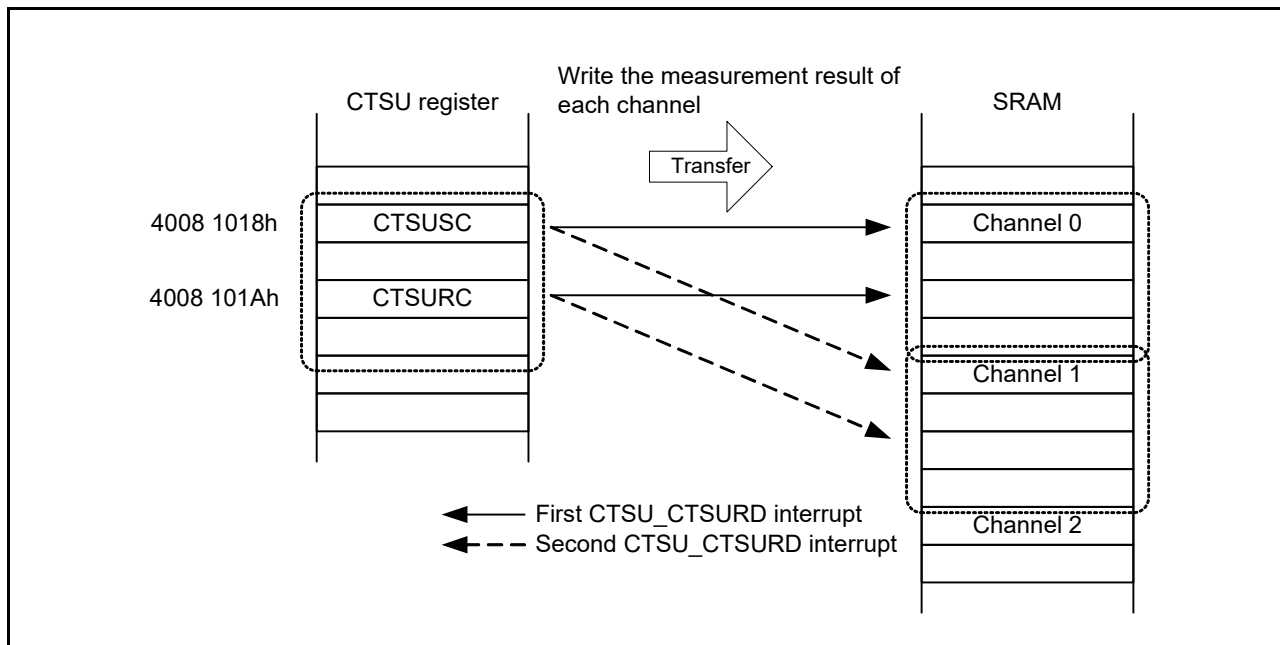 Write the measurement result of
each channel
CTSU register
SRAM
Transfer
4008 1018h
CTSUSC
Channel 0
4008 101Ah
CTSURC
Channel 1
First CTSU_CTSURD interrupt
Second CTSU_CTSURD interrupt
Channel 2